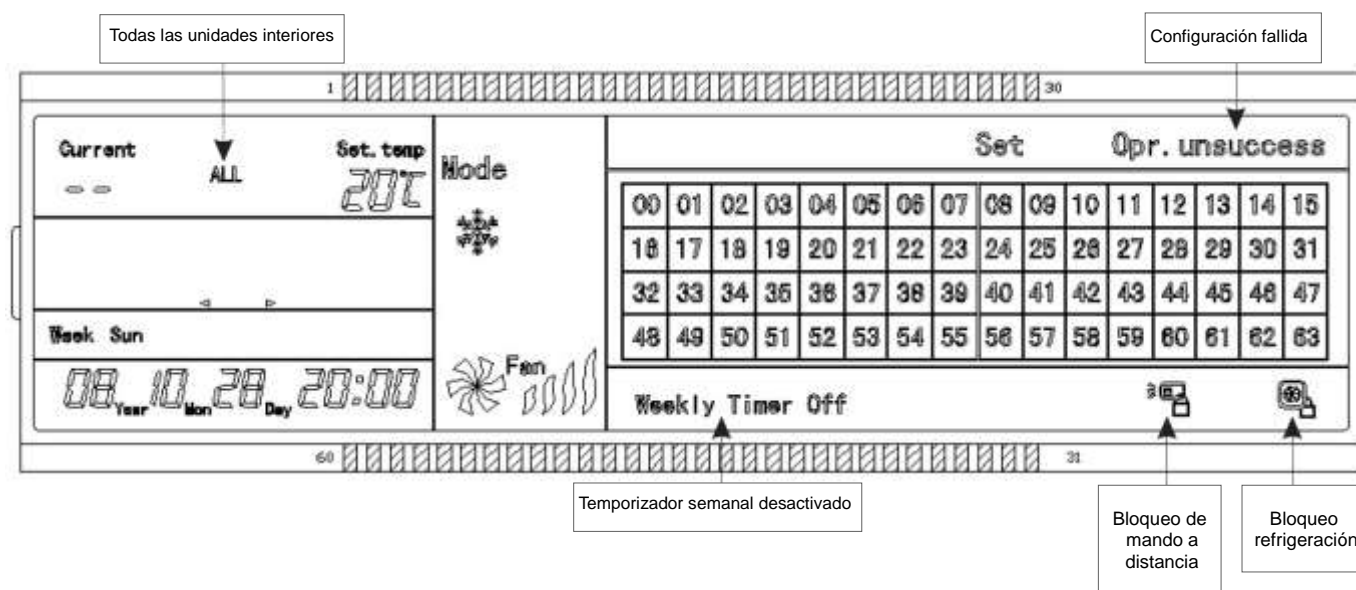 Todas las unidades interiores
Configuración fallida
1
30
Current
ALL
Set.temp
-- 20℃
Mode
Set Opr.unsuccess
00 01 02 03 04 05 06 07 08 09 10 11 12 13 14 15
16 17 18 19 20 21 22 23 24 25 26 27 28 29 30 31
32 33 34 35 36 37 38 39 40 41 42 43 44 45 46 47
48 49 50 51 52 53 54 55 56 57 58 59 60 61 62 63
Week Sun
08 Year 10 Mon 28 Day 20:00
Fan
Weekly Timer Off
60
31
Temporizador semanal desactivado
Bloqueo de
mando a
distancia
Bloqueo
refrigeración